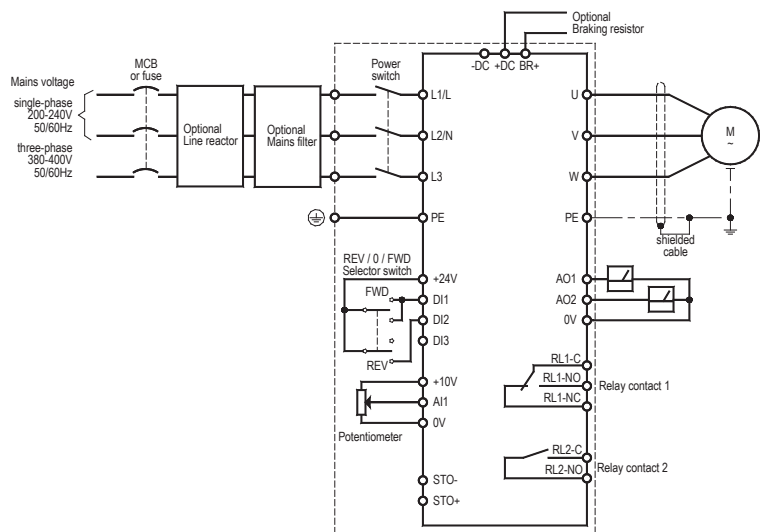 Optional
Braking resistor
-DC +DC BR+
MCB
or fuse
Power
switch
Mains voltage
single-phase
200-240V
50/60Hz
three-phase
380-400V
50/60Hz
Optional
Line reactor
Optional
Mains filter
L1/L
L2/N
L3
PE
U
V
W
PE
M
~
shielded
cable
REV / 0 / FWD
Selector switch
FWD
REV
+24V
DI1
DI2
DI3
+10V
AI1
0V
Potentiometer
STO-
STO+
AO1
AO2
0V
RL1-C
RL1-NO
RL1-NC
Relay contact 1
RL2-C
RL2-NO
Relay contact 2